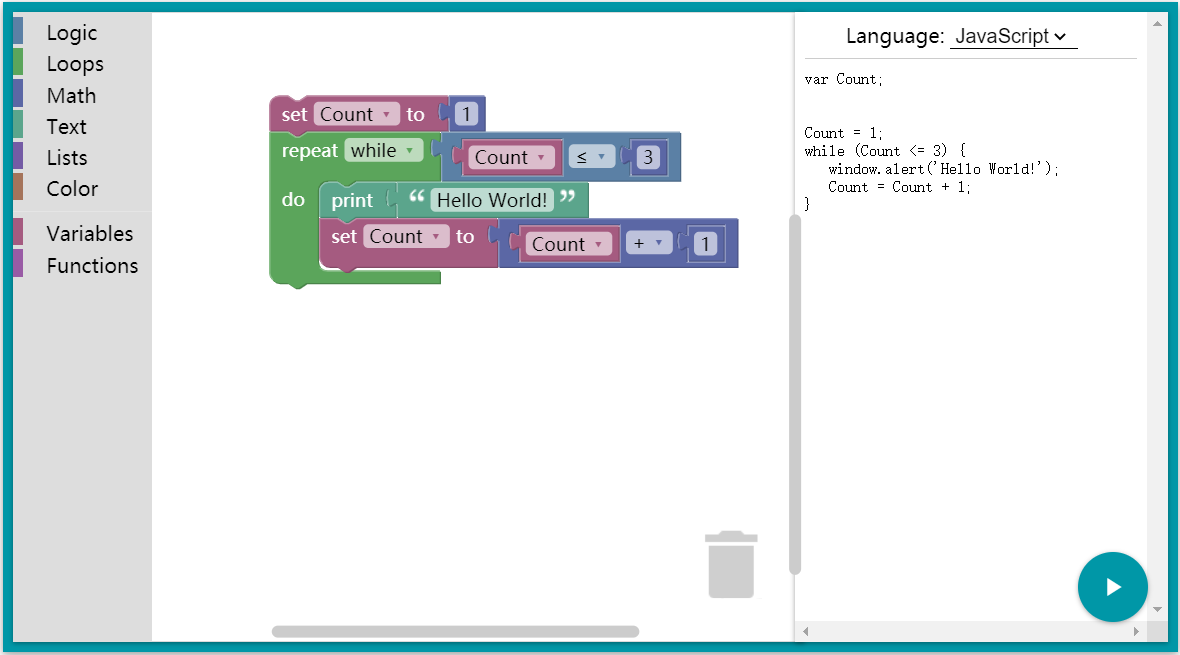 Logic
Loops
Math
Text
Lists
Color
Variables
Functions
set Count to 1
repeat while Count ≤ 3
do print “ Hello World! ”
set Count to Count + 1
Language: JavaScript
var Count;
Count = 1;
while (Count <= 3) {
window.alert('Hello World!');
Count = Count + 1;
}